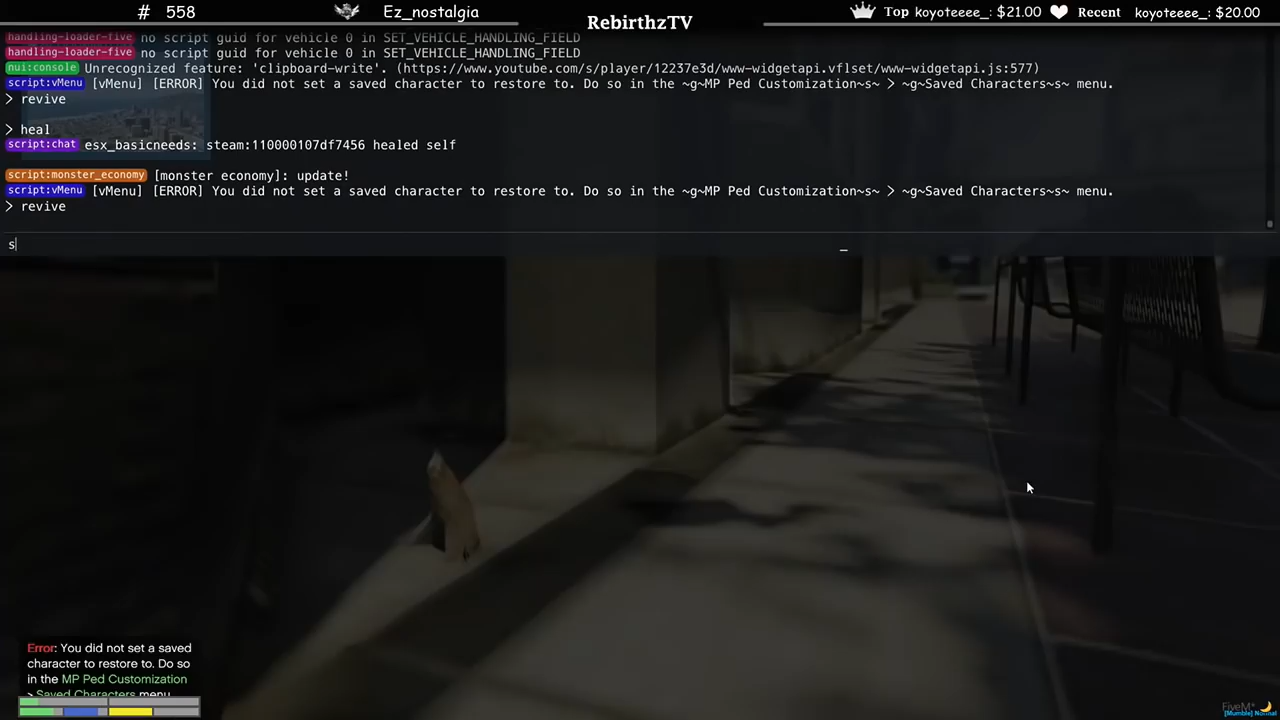 # 558
Ez_nostalgia
RebirthzTV
Top koyoteeee_: $21.00
Recent koyoteeee_: $20.00
handling-loader-five no script guid for vehicle 0 in SET_VEHICLE_HANDLING_FIELD
handling-loader-five no script guid for vehicle 0 in SET_VEHICLE_HANDLING_FIELD
nui:console Unrecognized feature: 'clipboard-write'. (https://www.youtube.com/s/player/12237e3d/www-widgetapi.vflset/www-widgetapi.js:577)
script:vMenu [vMenu] [ERROR] You did not set a saved character to restore to. Do so in the ~g~MP Ped Customization~s~ > ~g~Saved Characters~s~ menu.
> revive
> heal
script:chat esx_basicneeds: steam:110000107df7456 healed self
script:monster_economy [monster economy]: update!
script:vMenu [vMenu] [ERROR] You did not set a saved character to restore to. Do so in the ~g~MP Ped Customization~s~ > ~g~Saved Characters~s~ menu.
> revive
s
Error: You did not set a saved
character to restore to. Do so
in the MP Ped Customization
> Saved Characters menu
FiveM*
[Mumble] Normal